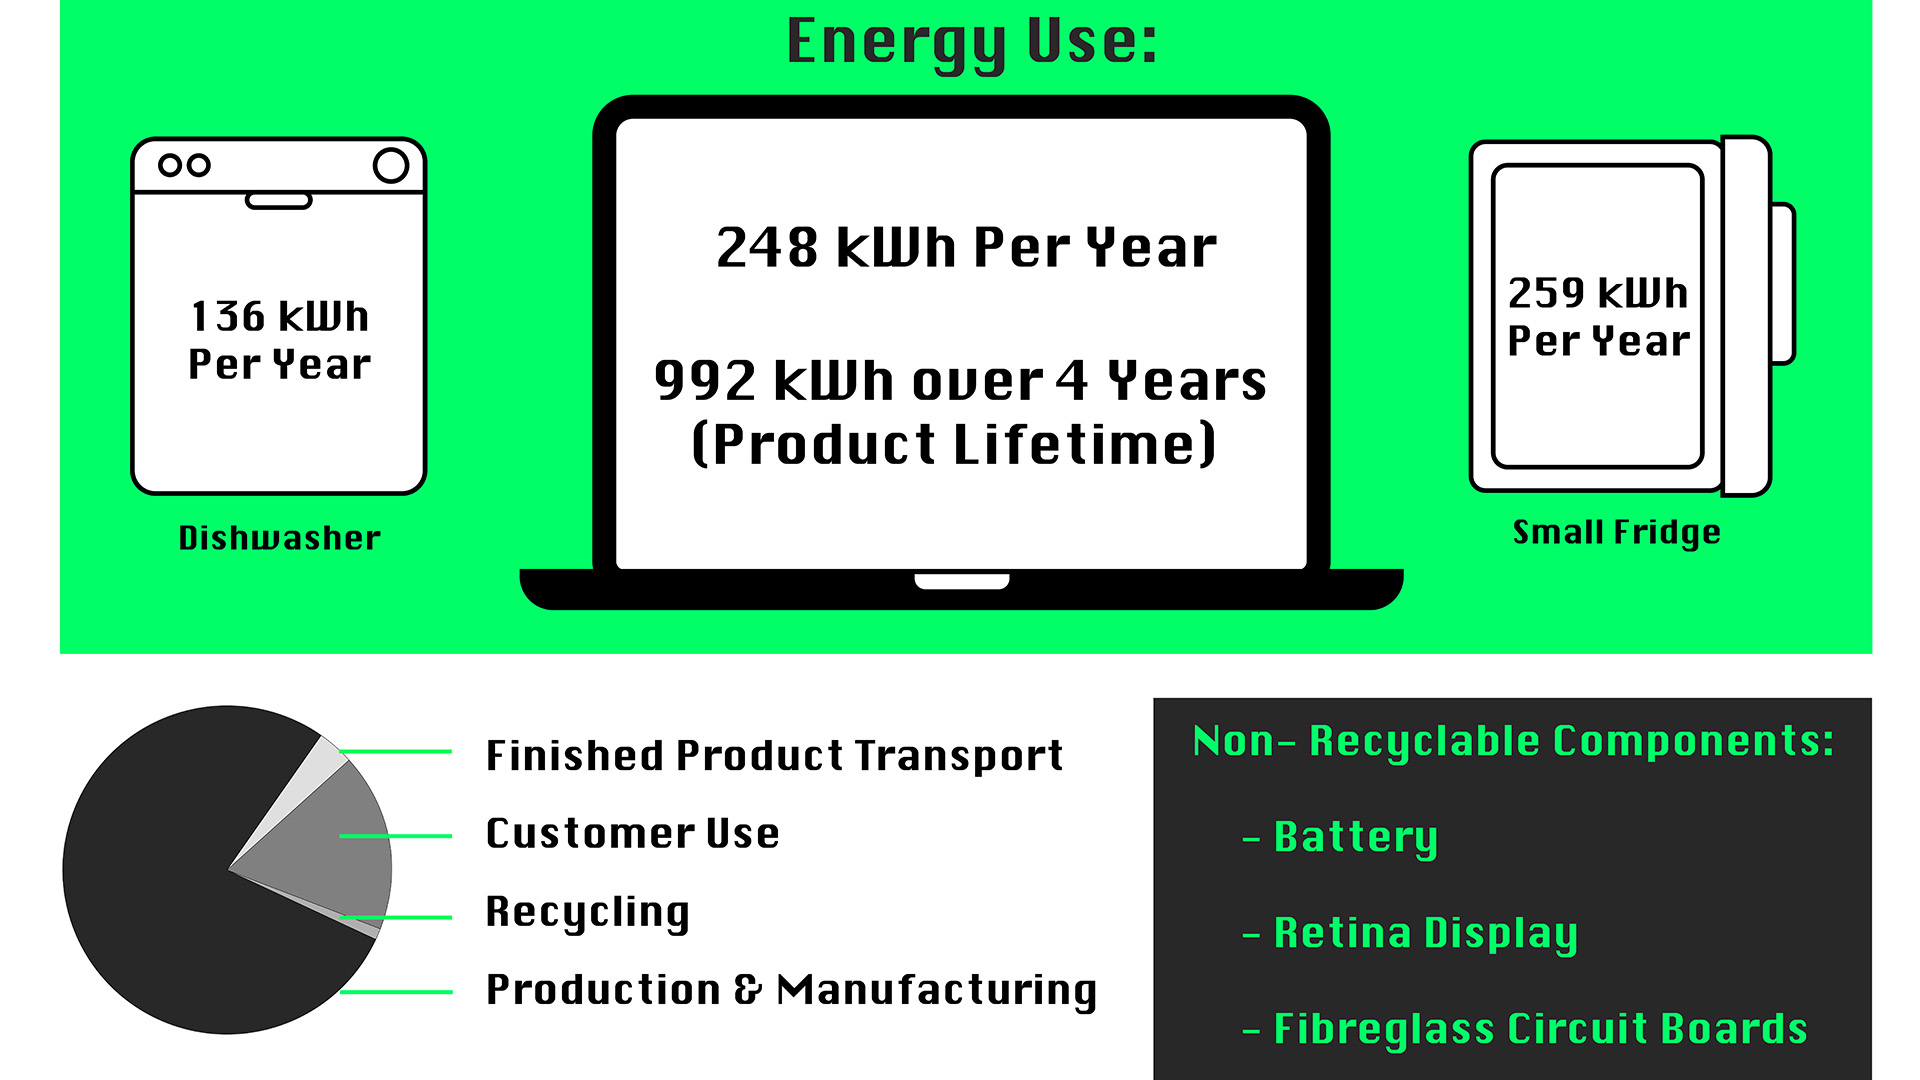 Energy Use:
136 kWh
Per Year
Dishwasher
248 kWh Per Year
992 kWh over 4 Years
(Product Lifetime)
259 kWh
Per Year
Small Fridge
Finished Product Transport
Customer Use
Recycling
Production & Manufacturing
Non- Recyclable Components:
- Battery
- Retina Display
- Fibreglass Circuit Boards